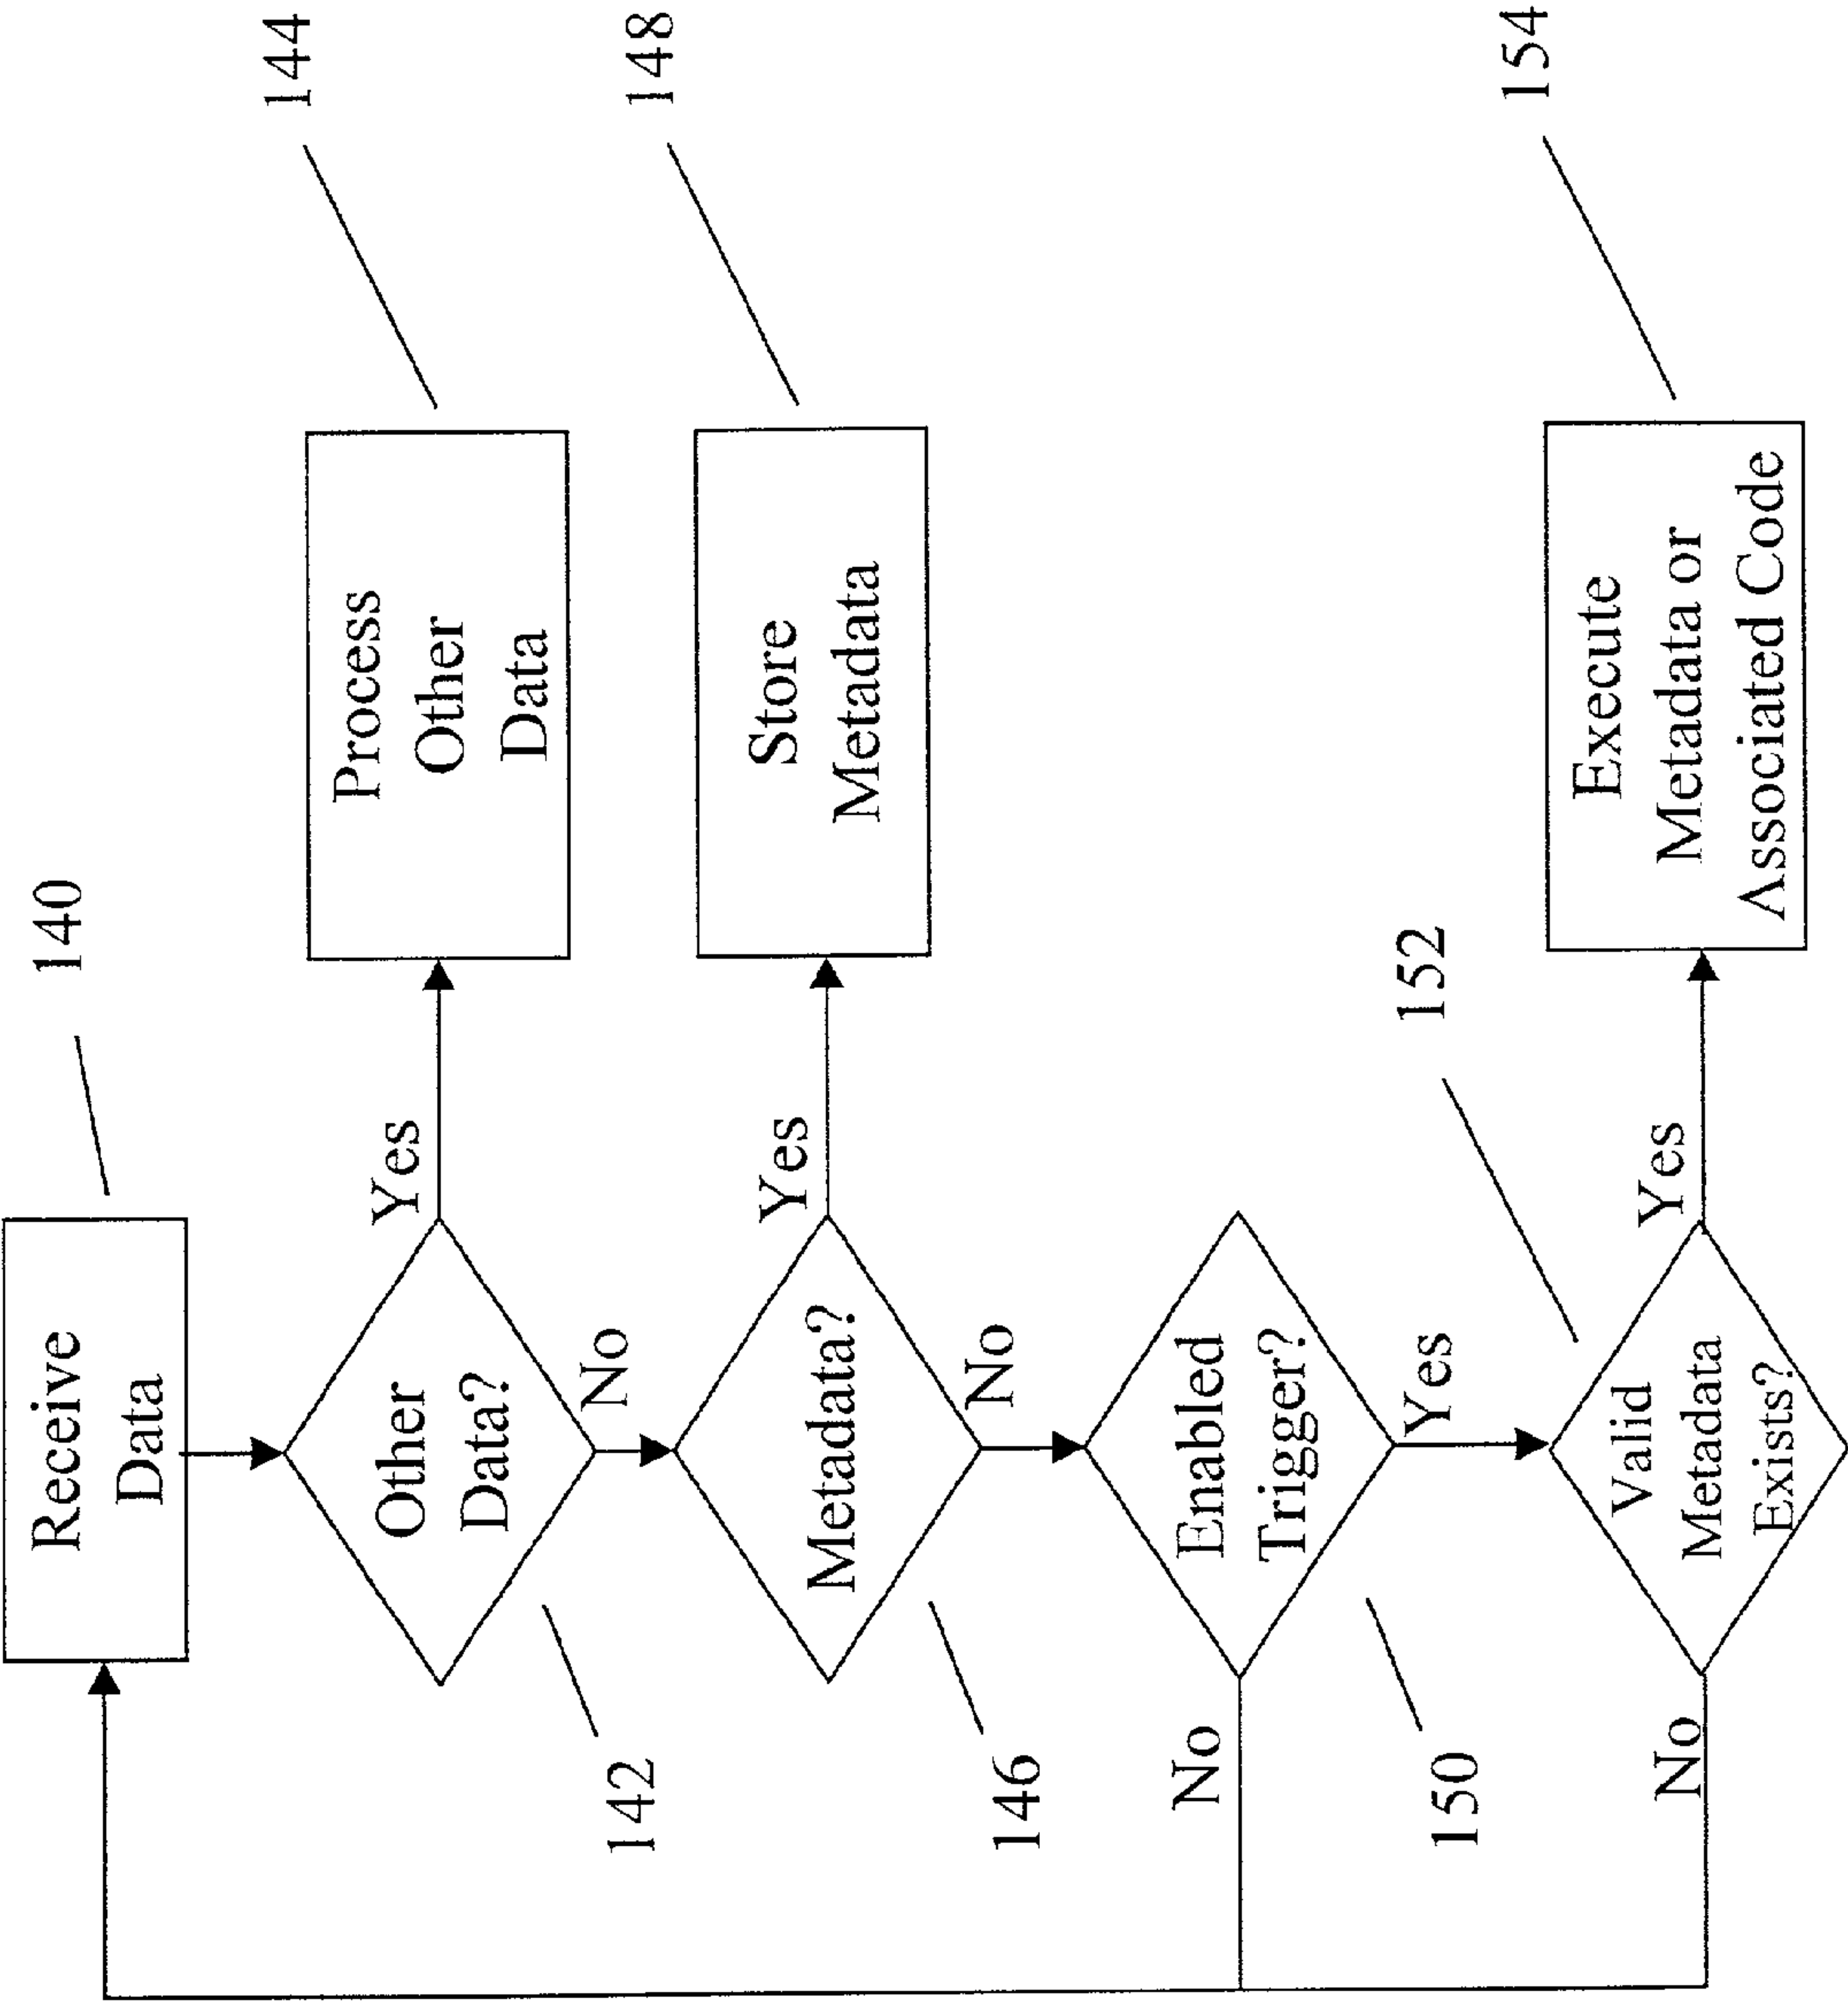 Receive
Data
140
Other
Data?
142
Yes
No
Process
Other
Data
144
Metadata?
146
Yes
No
Store
Metadata
148
Enabled
Trigger?
150
No
Yes
Valid
Metadata
Exists?
152
No
Yes
Execute
Metadata or
Associated Code
154